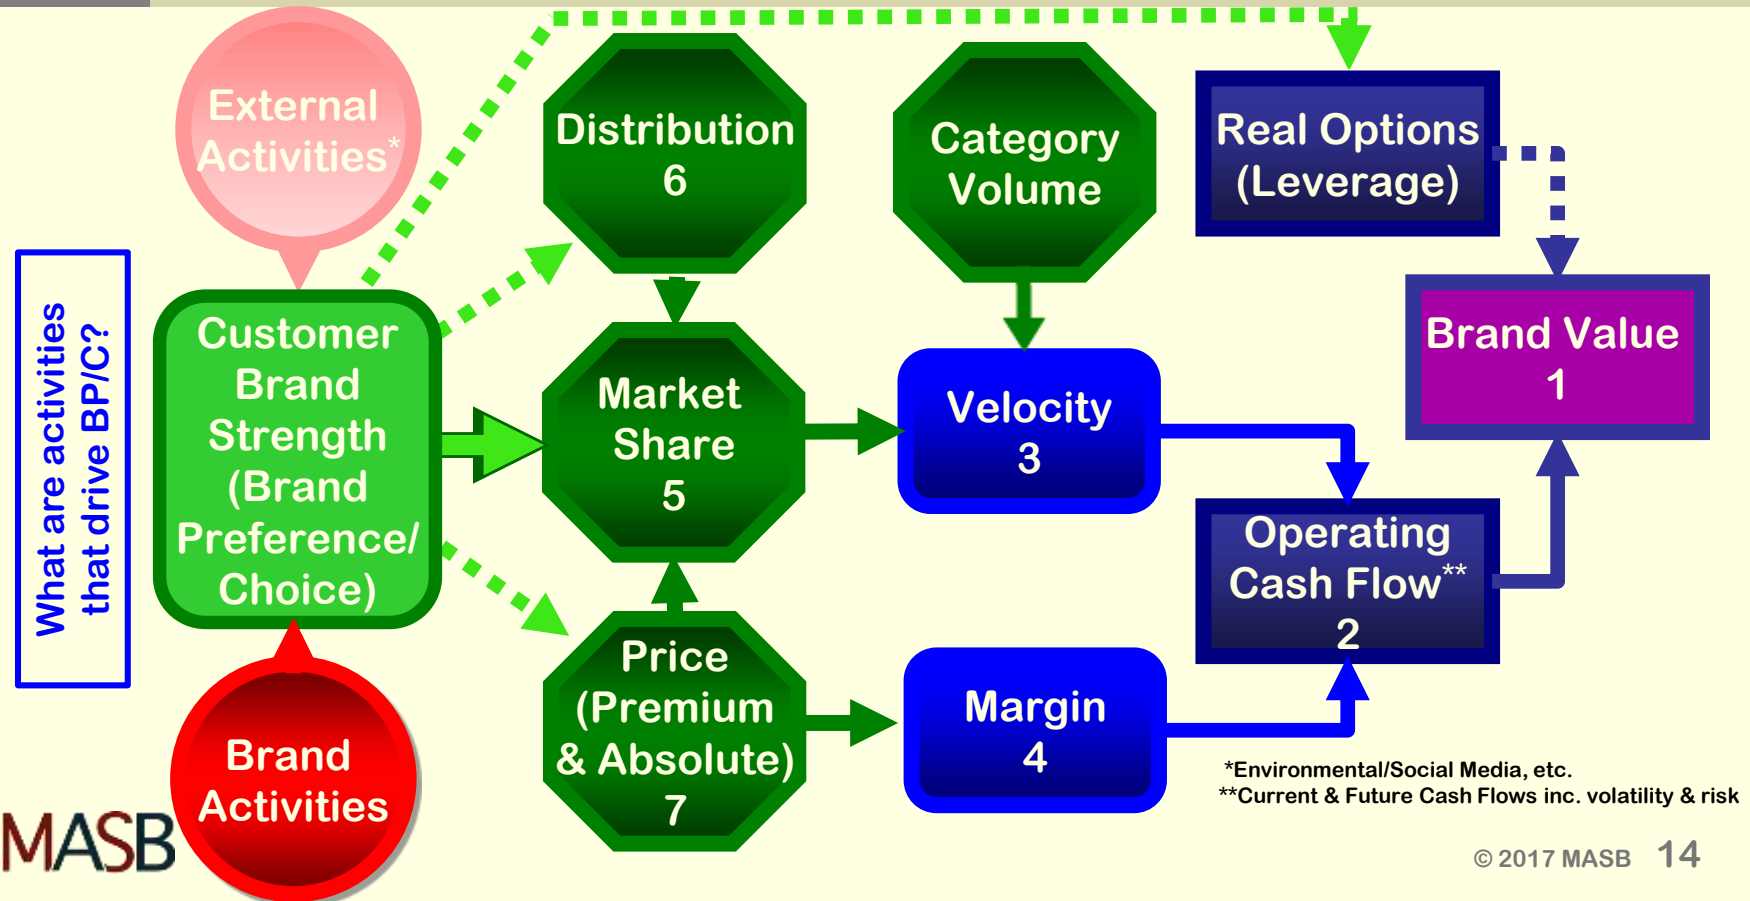 External
Activities*
Distribution
6
Category
Volume
Real Options
(Leverage)
What are activities
that drive BP/C?
Customer
Brand
Strength
(Brand
Preference/
Choice)
Market
Share
5
Velocity
3
Brand Value
1
Operating
Cash Flow**
2
Brand
Activities
Price
(Premium
& Absolute)
7
Margin
4
*Environmental/Social Media, etc.
**Current & Future Cash Flows inc. volatility & risk
MASB
© 2017 MASB 14